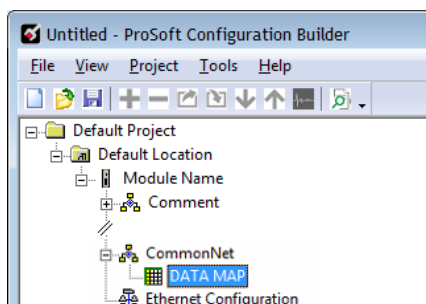 Untitled - ProSoft Configuration Builder
File View Project Tools Help
Default Project
Default Location
Module Name
Comment
CommonNet
DATA MAP
Ethernet Configuration